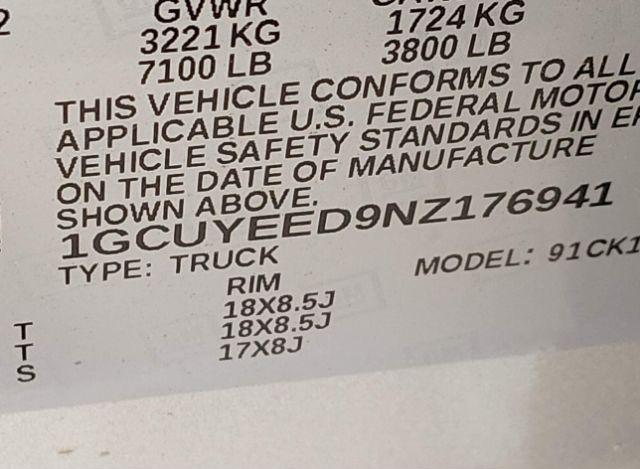 2 GVWR
3221 KG 1724 KG
7100 LB 3800 LB
THIS VEHICLE CONFORMS TO ALL
APPLICABLE U.S. FEDERAL MOTOR
VEHICLE SAFETY STANDARDS IN
ON THE DATE OF MANUFACTURE
SHOWN ABOVE.
1GCUYEED9NZ176941
TYPE: TRUCK MODEL: 91CK1
RIM
T 18X8.5J
T 18X8.5J
S 17X8J